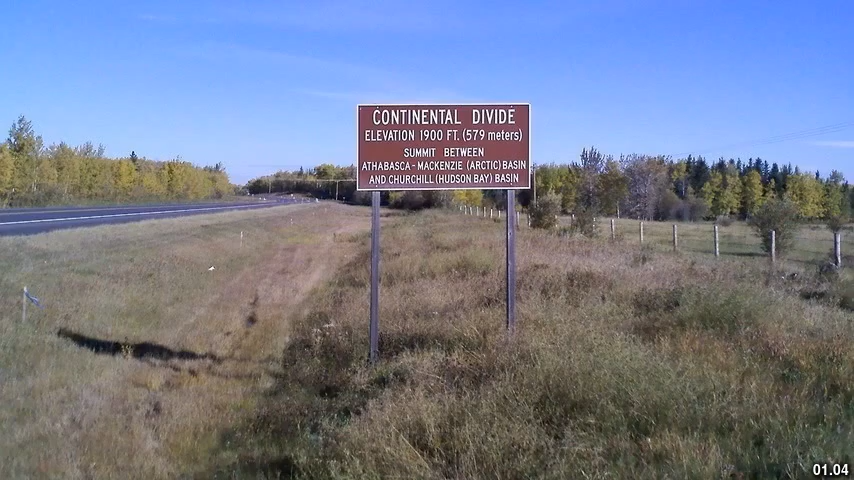 CONTINENTAL DIVIDE
ELEVATION 1900 FT. (579 meters)
SUMMIT BETWEEN
ATHABASCA - MACKENZIE (ARCTIC) BASIN
AND CHURCHILL (HUDSON BAY) BASIN
01.04